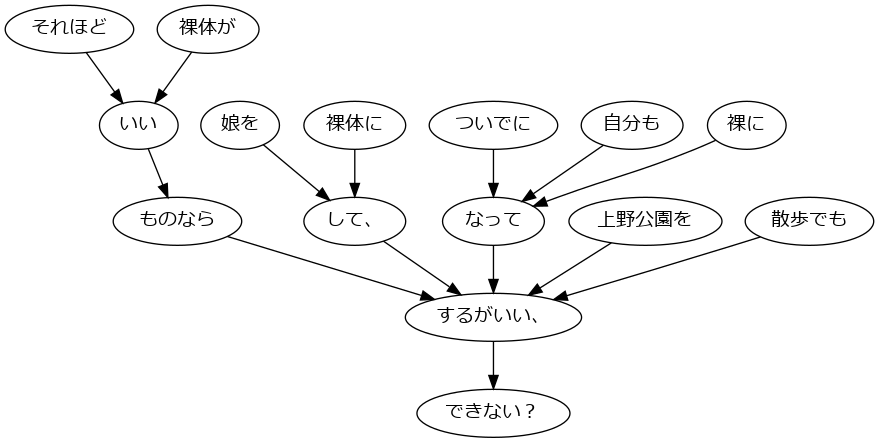 それほど
裸体が
いい
娘を
裸体に
ついでに
自分も
裸に
ものなら
して、
なって
上野公園を
散歩でも
するがいい、
できない？